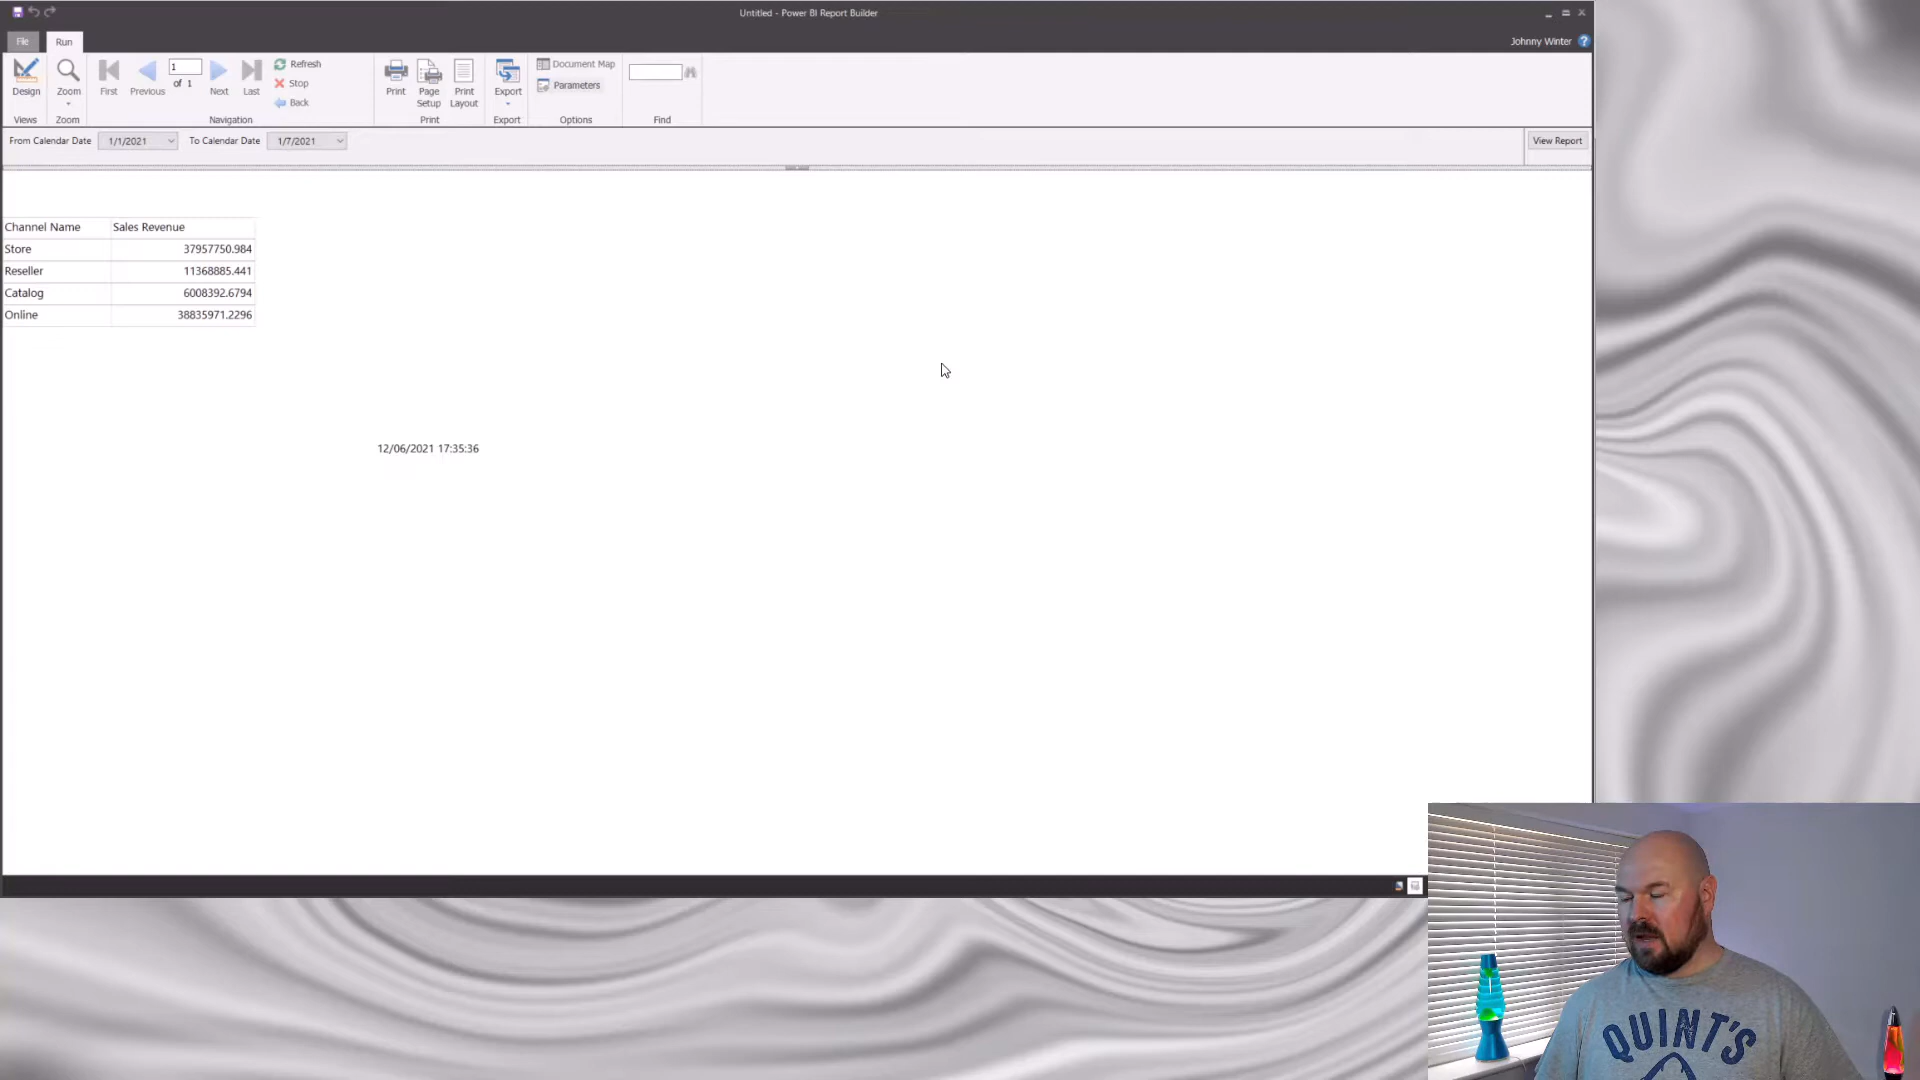 Untitled - Power BI Report Builder
File Run Johnny Winter ?
Design Zoom First Previous 1 of 1 Next Last Refresh Stop Back Print Page Setup Print Layout Export Document Map Parameters
Views Zoom Navigation Print Export Options Find
From Calendar Date 1/1/2021 To Calendar Date 1/7/2021 View Report
Channel Name Sales Revenue
Store 37957750.984
Reseller 11368885.441
Catalog 6008392.6794
Online 38835971.2296
12/06/2021 17:35:36
QUINT'S